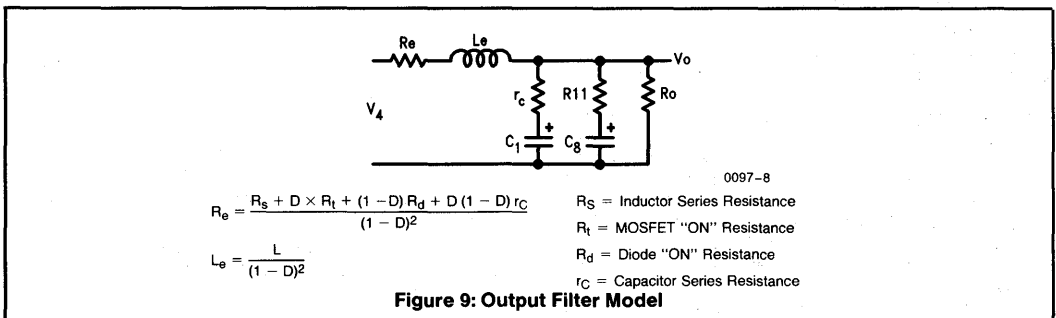 Re Le Vo
rc R11 Ro
V4
C1 + C8 +
0097-8
Re = Rs + D × Rt + (1 - D) Rd + D (1 - D) rC / (1 - D)2
Le = L / (1 - D)2
RS = Inductor Series Resistance
Rt = MOSFET "ON" Resistance
Rd = Diode "ON" Resistance
rC = Capacitor Series Resistance
Figure 9: Output Filter Model